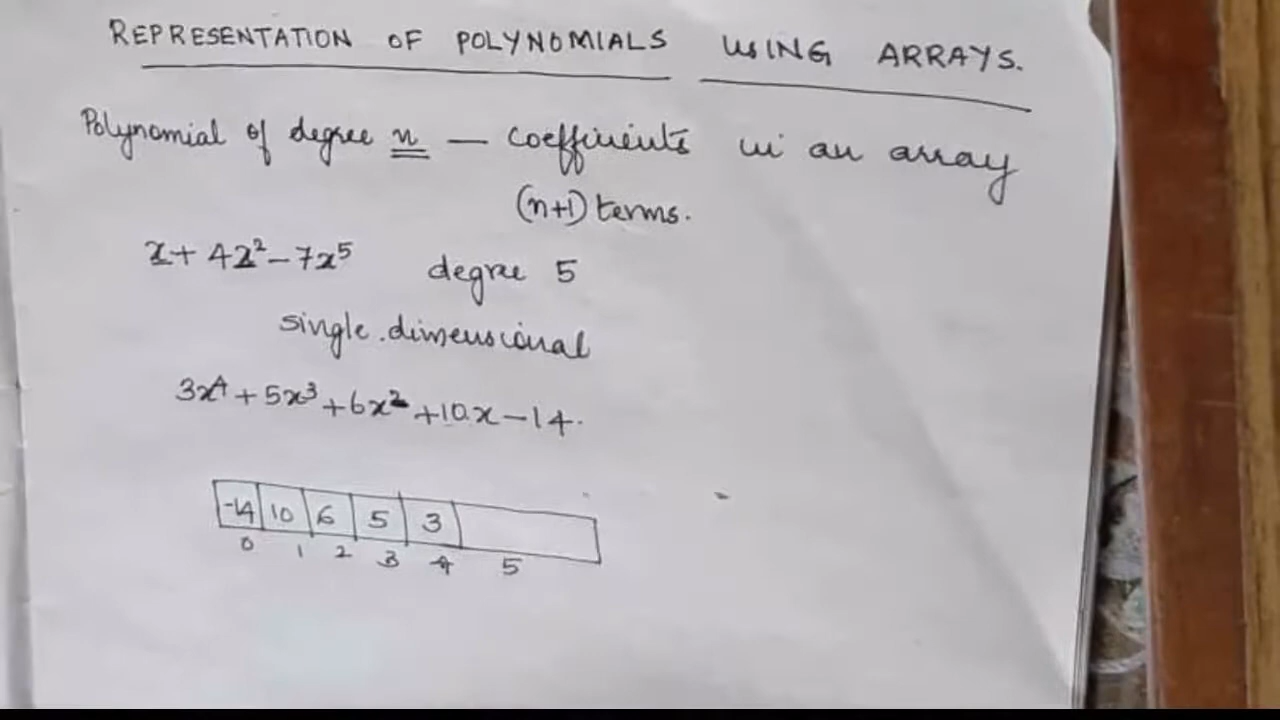 REPRESENTATION OF POLYNOMIALS USING ARRAYS.
Polynomial of degree n — coefficients in an array
(n+1) terms.
x + 4x² – 7x⁵ degree 5
single.dimensional
3x⁴ + 5x³ + 6x² + 10x – 14.
-14 10 6 5 3
0 1 2 3 4 5